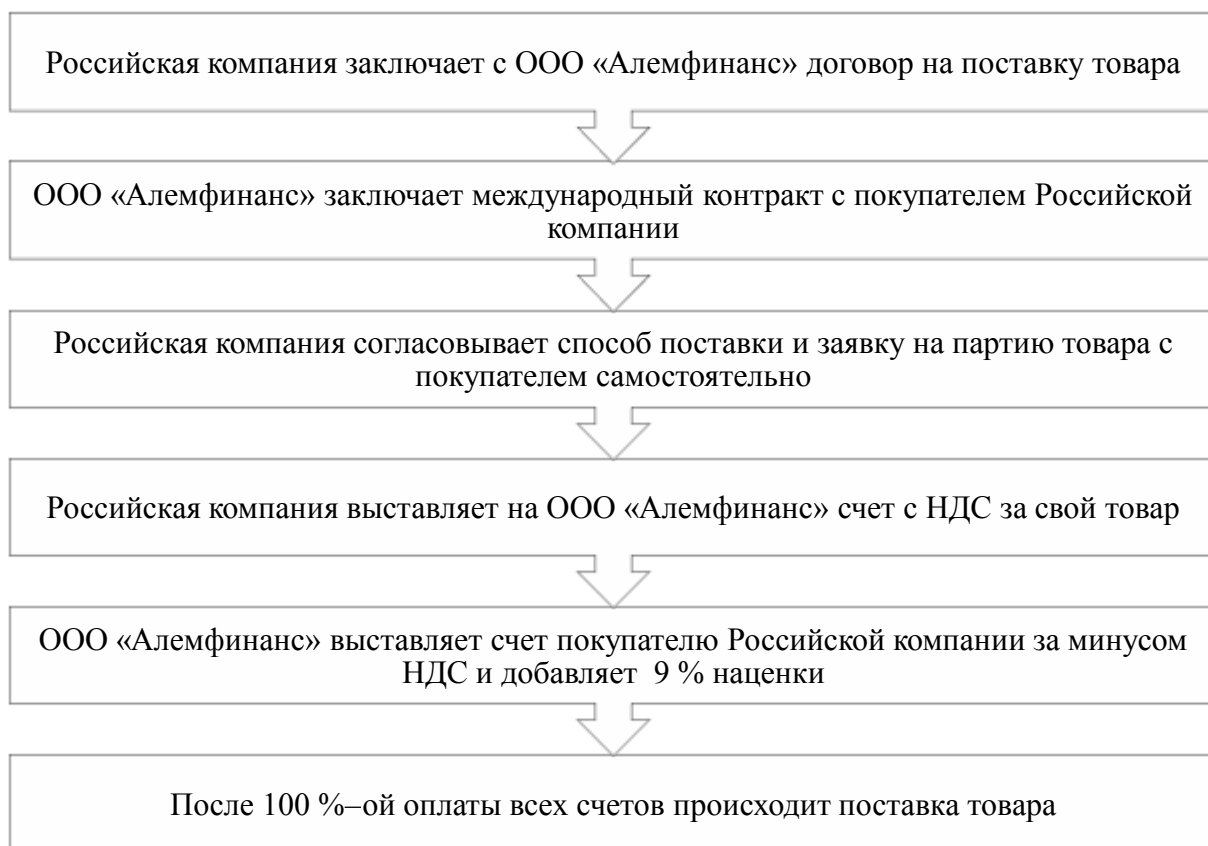 Российская компания заключает с ООО «Алемфинанс» договор на поставку товара
ООО «Алемфинанс» заключает международный контракт с покупателем Российской
компании
Российская компания согласовывает способ поставки и заявку на партию товара с
покупателем самостоятельно
Российская компания выставляет на ООО «Алемфинанс» счет с НДС за свой товар
ООО «Алемфинанс» выставляет счет покупателю Российской компании за минусом
НДС и добавляет 9 % наценки
После 100 %–ой оплаты всех счетов происходит поставка товара